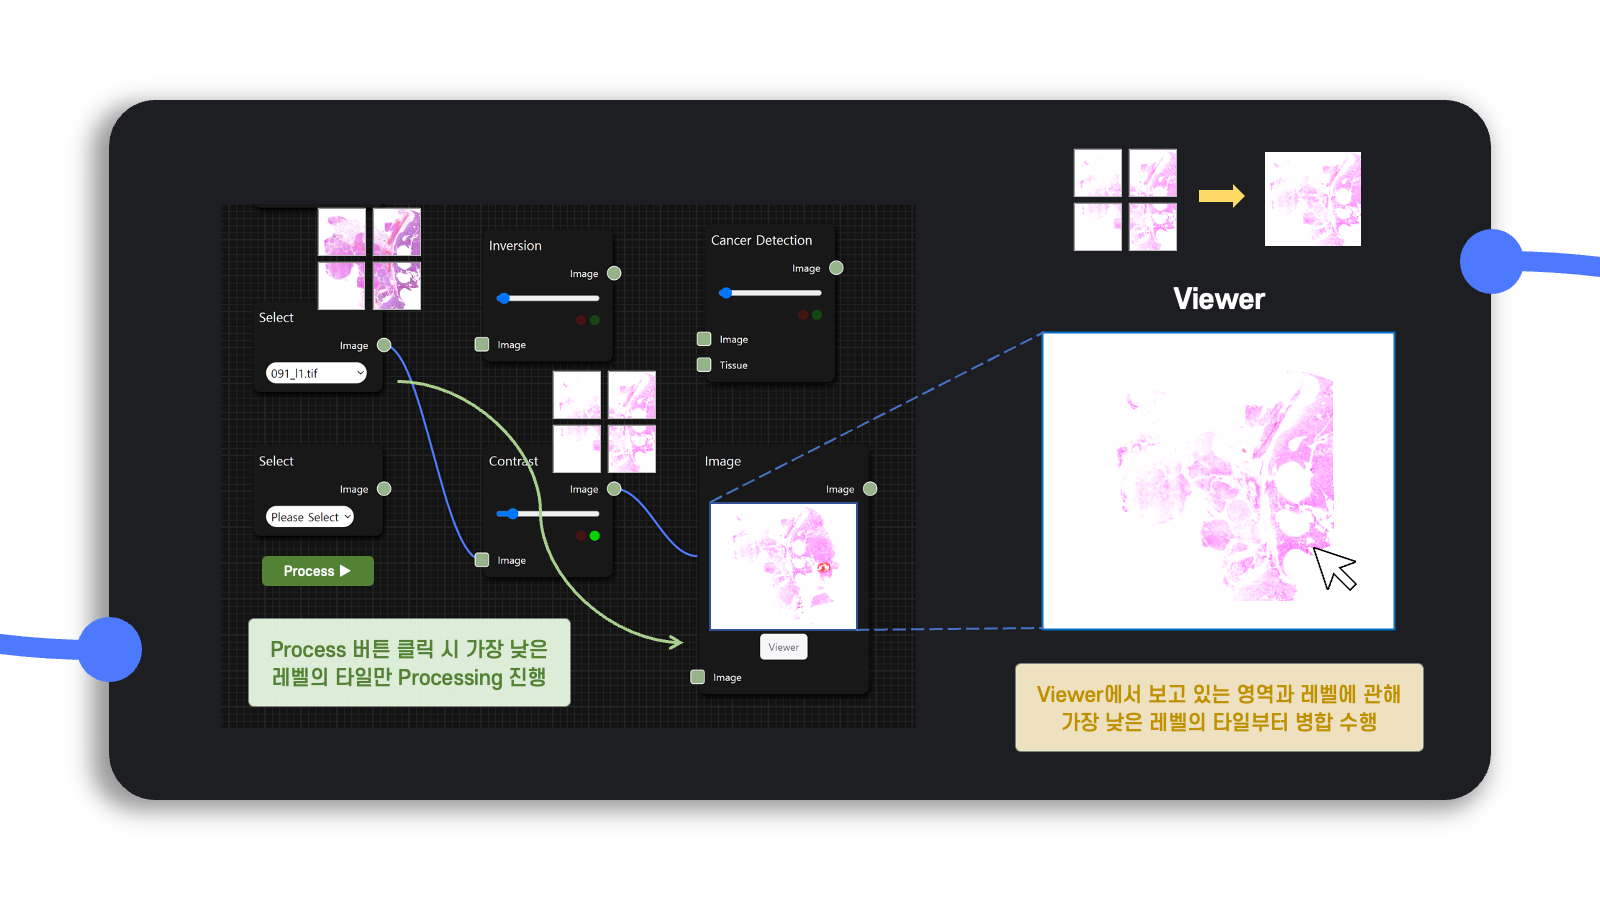 Inversion
Image
Image
Cancer Detection
Image
Image
Tissue
Select
Image
091_l1.tif
Select
Image
Please Select
Process
Contrast
Image
Image
Image
Image
Viewer
Image
Process 버튼 클릭 시 가장 낮은
레벨의 타일만 Processing 진행
Viewer
Viewer에서 보고 있는 영역과 레벨에 관해
가장 낮은 레벨의 타일부터 병합 수행